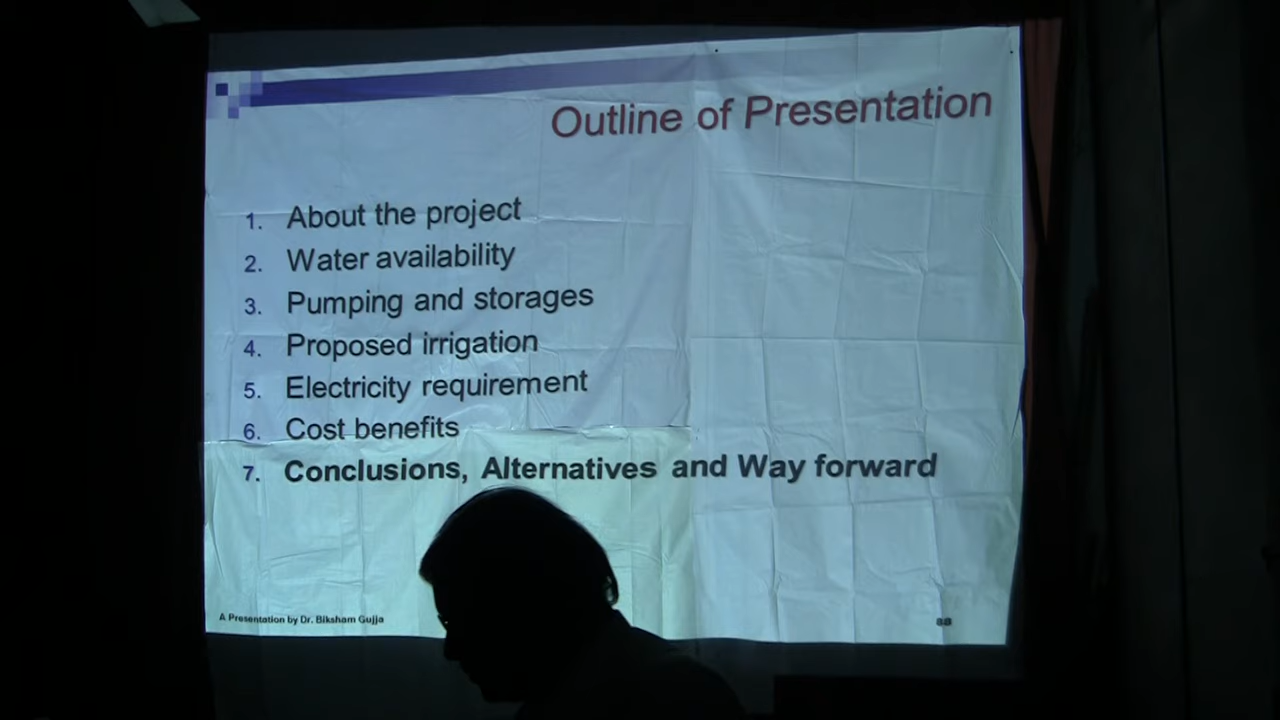 Outline of Presentation
1. About the project
2. Water availability
3. Pumping and storages
4. Proposed irrigation
5. Electricity requirement
6. Cost benefits
7. Conclusions, Alternatives and Way forward
A Presentation by Dr. Biksham Gujja